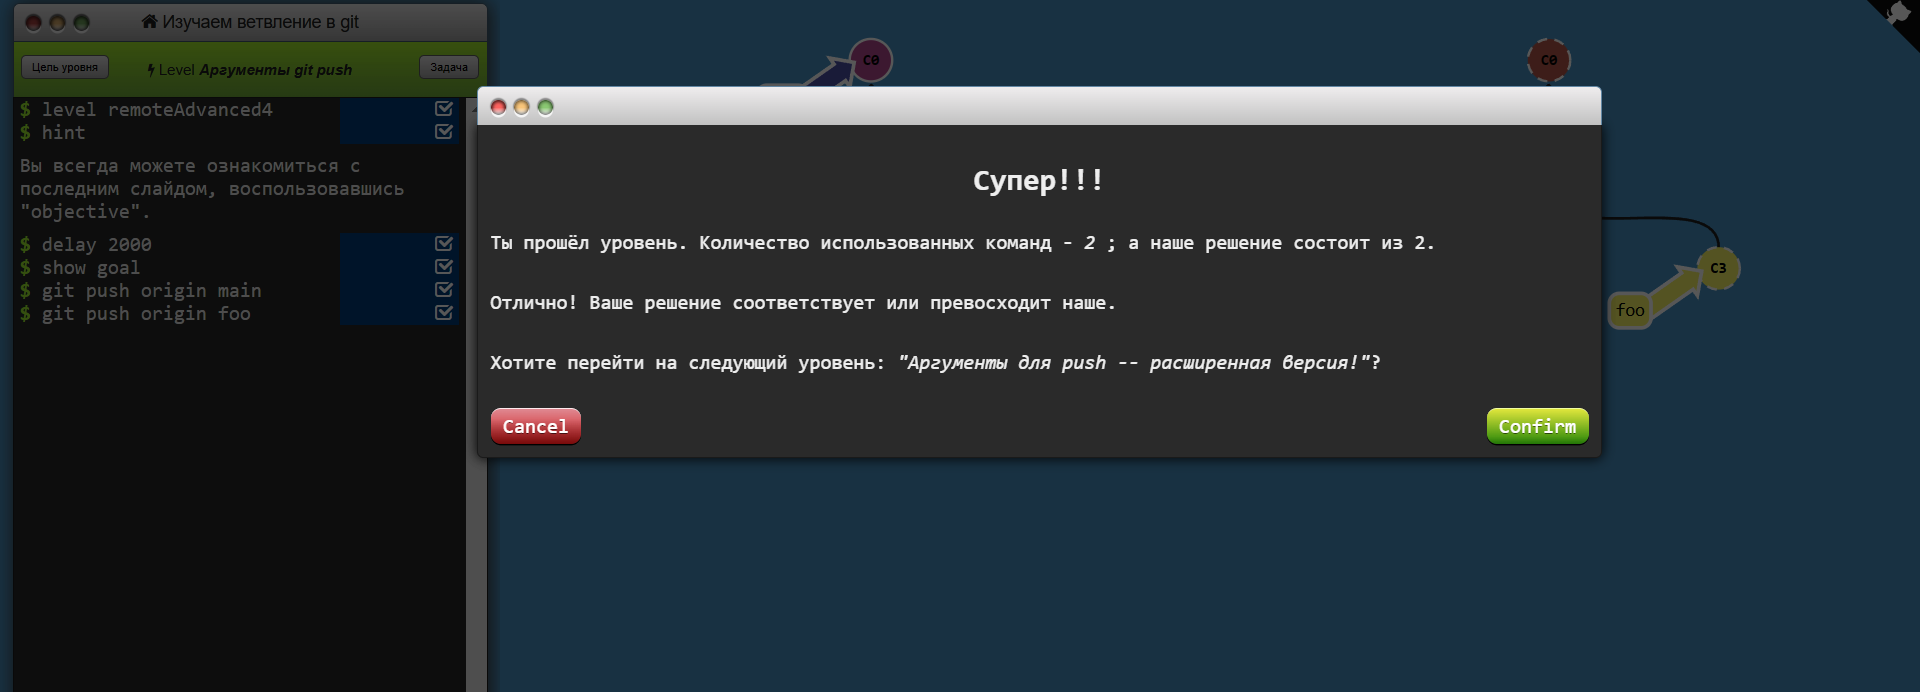 Изучаем ветвление в git
Цель уровня
Level Аргументы git push
Задача
$ level remoteAdvanced4
$ hint
Вы всегда можете ознакомиться с
последним слайдом, воспользовавшись
"objective".
$ delay 2000
$ show goal
$ git push origin main
$ git push origin foo
C0
C0
Супер!!!
Ты прошёл уровень. Количество использованных команд - 2 ; а наше решение состоит из 2.
Отлично! Ваше решение соответствует или превосходит наше.
Хотите перейти на следующий уровень: "Аргументы для push -- расширенная версия!"?
Cancel
Confirm
C3
foo